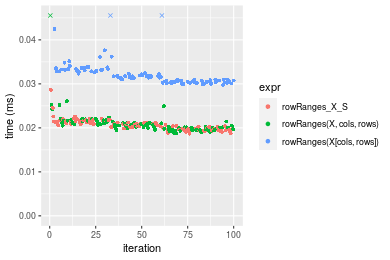 0.04
0.03
0.02
0.01
0.00
time (ms)
0
25
50
75
100
iteration
expr
rowRanges_X_S
rowRanges(X, cols, rows)
rowRanges(X[cols, rows])